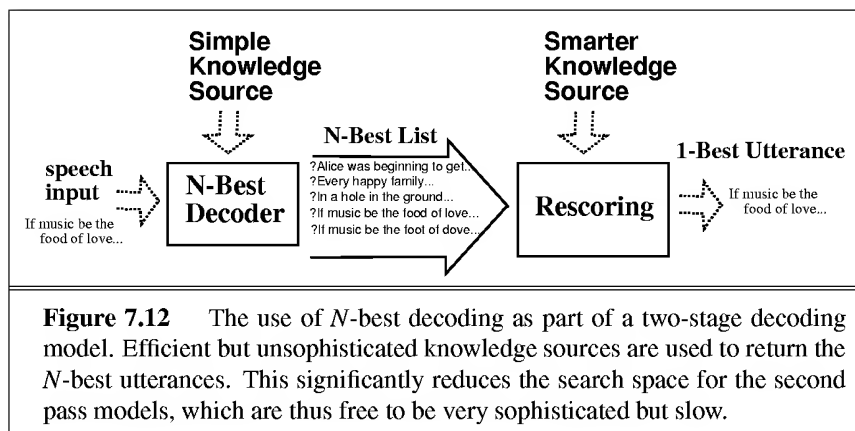 Simple
Knowledge
Source
Smarter
Knowledge
Source
N-Best List
1-Best Utterance
speech
input
If music be the
food of love...
N-Best
Decoder
?Alice was beginning to get...
?Every happy family...
?In a hole in the ground...
?If music be the food of love...
?If music be the foot of dove...
Rescoring
If music be the
food of love...
Figure 7.12 The use of N-best decoding as part of a two-stage decoding
model. Efficient but unsophisticated knowledge sources are used to return the
N-best utterances. This significantly reduces the search space for the second
pass models, which are thus free to be very sophisticated but slow.